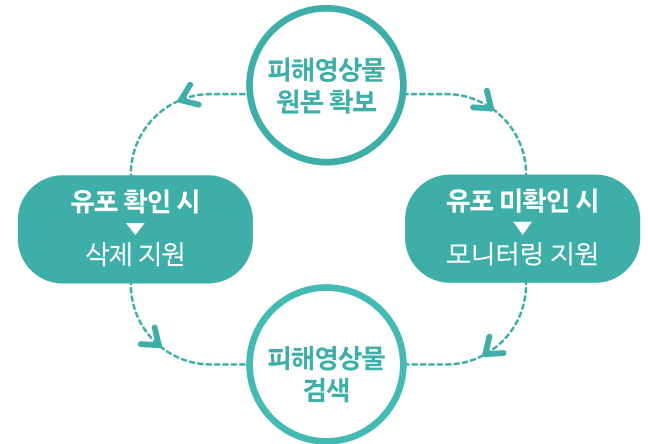 피해영상물
원본 확보
유포 확인 시
삭제 지원
유포 미확인 시
모니터링 지원
피해영상물
검색